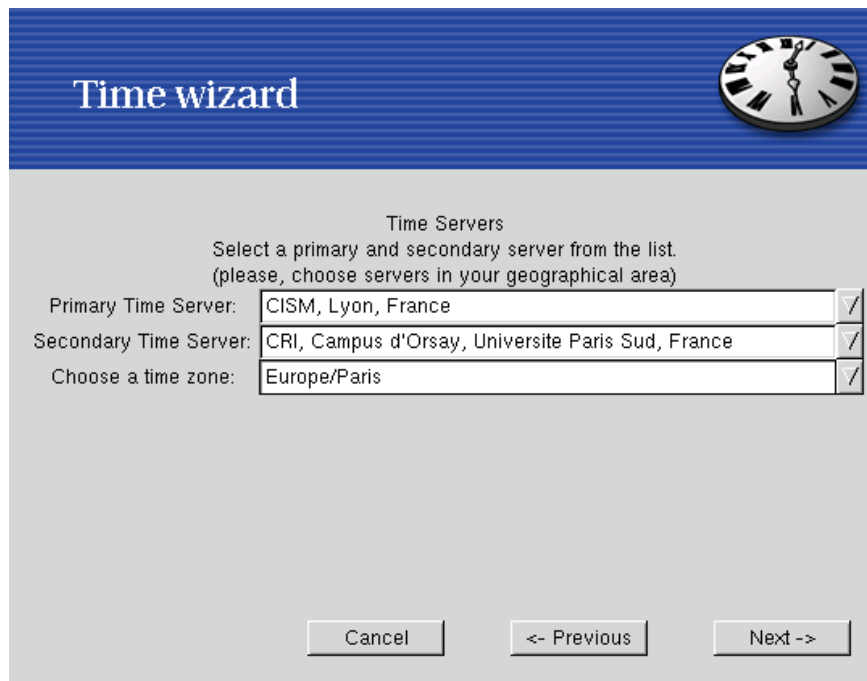 Time wizard
Time Servers
Select a primary and secondary server from the list.
(please, choose servers in your geographical area)
Primary Time Server: CISM, Lyon, France
Secondary Time Server: CRI, Campus d'Orsay, Universite Paris Sud, France
Choose a time zone: Europe/Paris
Cancel <- Previous Next ->